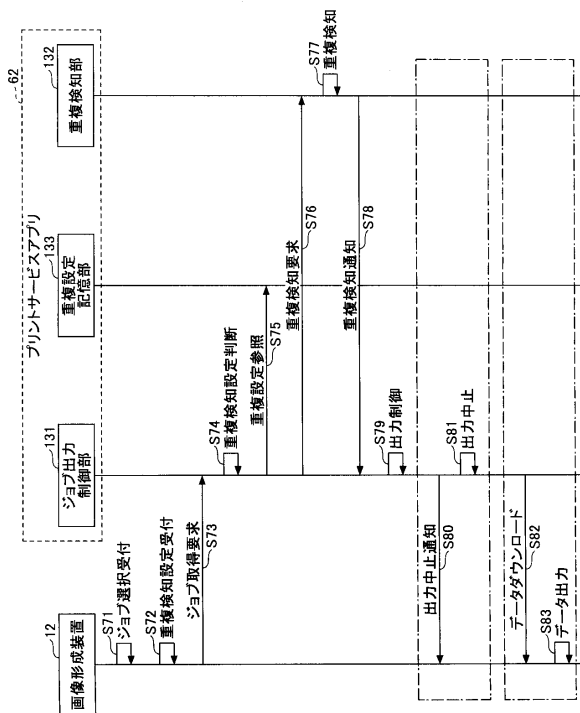 プリントサービスアプリ
62
12
画像形成装置
131
ジョブ出力
制御部
133
重複設定
記憶部
132
重複検知部
S71
ジョブ選択受付
S72
重複検知設定受付
ジョブ取得要求
S73
S74
重複検知設定判断
重複設定参照
S75
重複検知要求
S76
S77
重複検知
重複検知通知
S78
S79
出力制御
出力中止通知
S80
S81
出力中止
データダウンロード
S82
S83
データ出力